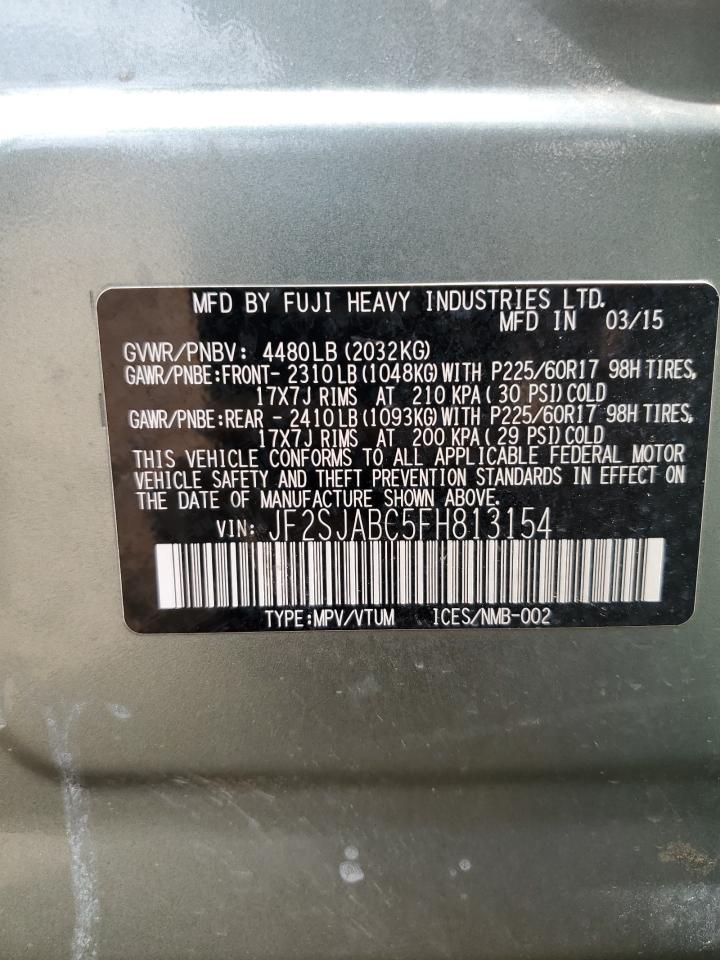 MFD BY FUJI HEAVY INDUSTRIES LTD.
MFD IN 03/15
GVWR/PNBV: 4480LB (2032KG)
GAWR/PNBE:FRONT- 2310LB (1048KG) WITH P225/60R17 98H TIRES,
17X7J RIMS AT 210 KPA ( 30 PSI) COLD
GAWR/PNBE:REAR - 2410LB (1093KG) WITH P225/60R17 98H TIRES,
17X7J RIMS AT 200 KPA ( 29 PSI) COLD
THIS VEHICLE CONFORMS TO ALL APPLICABLE FEDERAL MOTOR
VEHICLE SAFETY AND THEFT PREVENTION STANDARDS IN EFFECT ON
THE DATE OF MANUFACTURE SHOWN ABOVE.
VIN: JF2SJABC5FH813154
TYPE:MPV/VTUM ICES/NMB-002